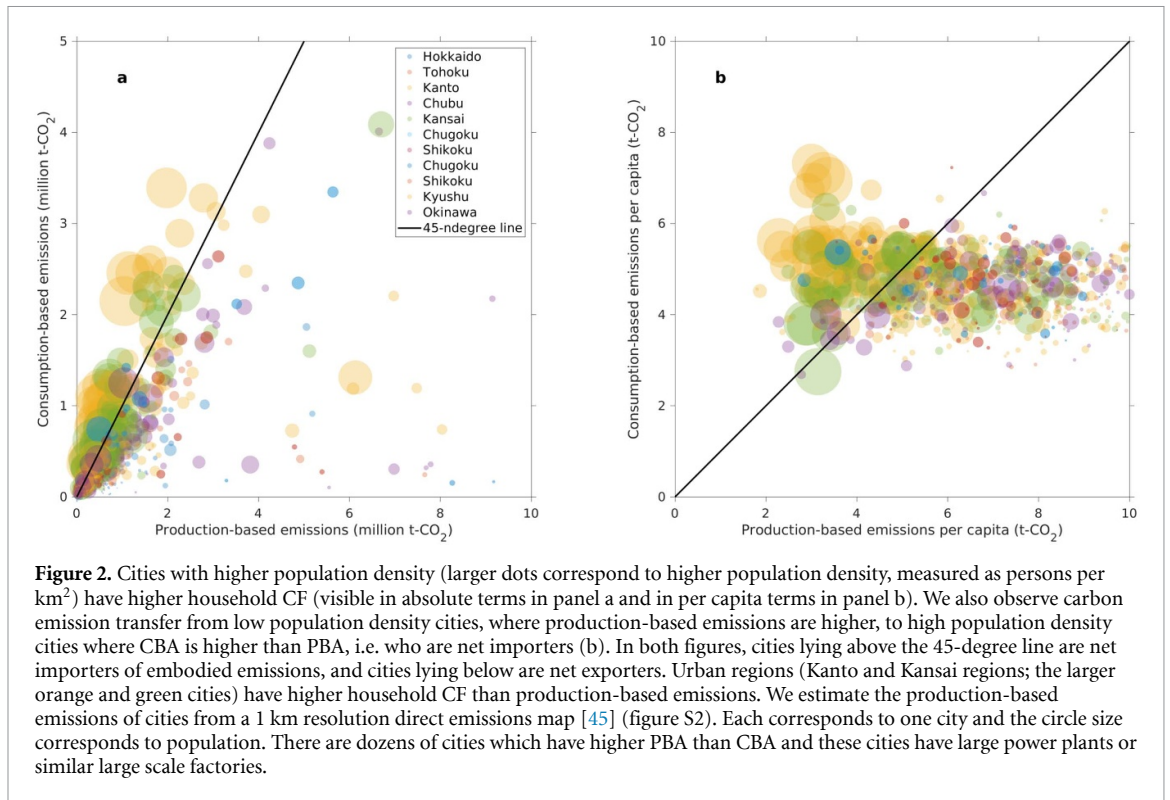 a
Consumption-based emissions (million t-CO2)
5
4
3
2
1
0
0 2 4 6 8 10
Production-based emissions (million t-CO2)
Hokkaido
Tohoku
Kanto
Chubu
Kansai
Chugoku
Shikoku
Chugoku
Shikoku
Kyushu
Okinawa
45-ndegree line
b
Consumption-based emissions per capita (t-CO2)
10
8
6
4
2
0
0 2 4 6 8 10
Production-based emissions per capita (t-CO2)
Figure 2. Cities with higher population density (larger dots correspond to higher population density, measured as persons per
km2) have higher household CF (visible in absolute terms in panel a and in per capita terms in panel b). We also observe carbon
emission transfer from low population density cities, where production-based emissions are higher, to high population density
cities where CBA is higher than PBA, i.e. who are net importers (b). In both figures, cities lying above the 45-degree line are net
importers of embodied emissions, and cities lying below are net exporters. Urban regions (Kanto and Kansai regions; the larger
orange and green cities) have higher household CF than production-based emissions. We estimate the production-based
emissions of cities from a 1 km resolution direct emissions map [45] (figure S2). Each corresponds to one city and the circle size
corresponds to population. There are dozens of cities which have higher PBA than CBA and these cities have large power plants or
similar large scale factories.